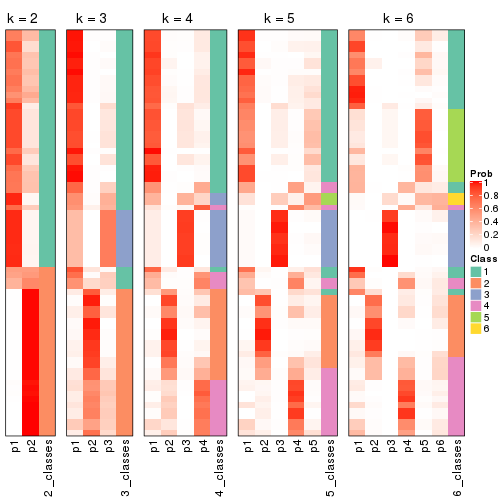 k = 2
k = 3
k = 4
k = 5
k = 6
Prob
1
0.8
0.6
0.4
0.2
0
Class
1
2
3
4
5
6
p1
p2
2_classes
p1
p2
p3
3_classes
p1
p2
p3
p4
4_classes
p1
p2
p3
p4
p5
5_classes
p1
p2
p3
p4
p5
p6
6_classes